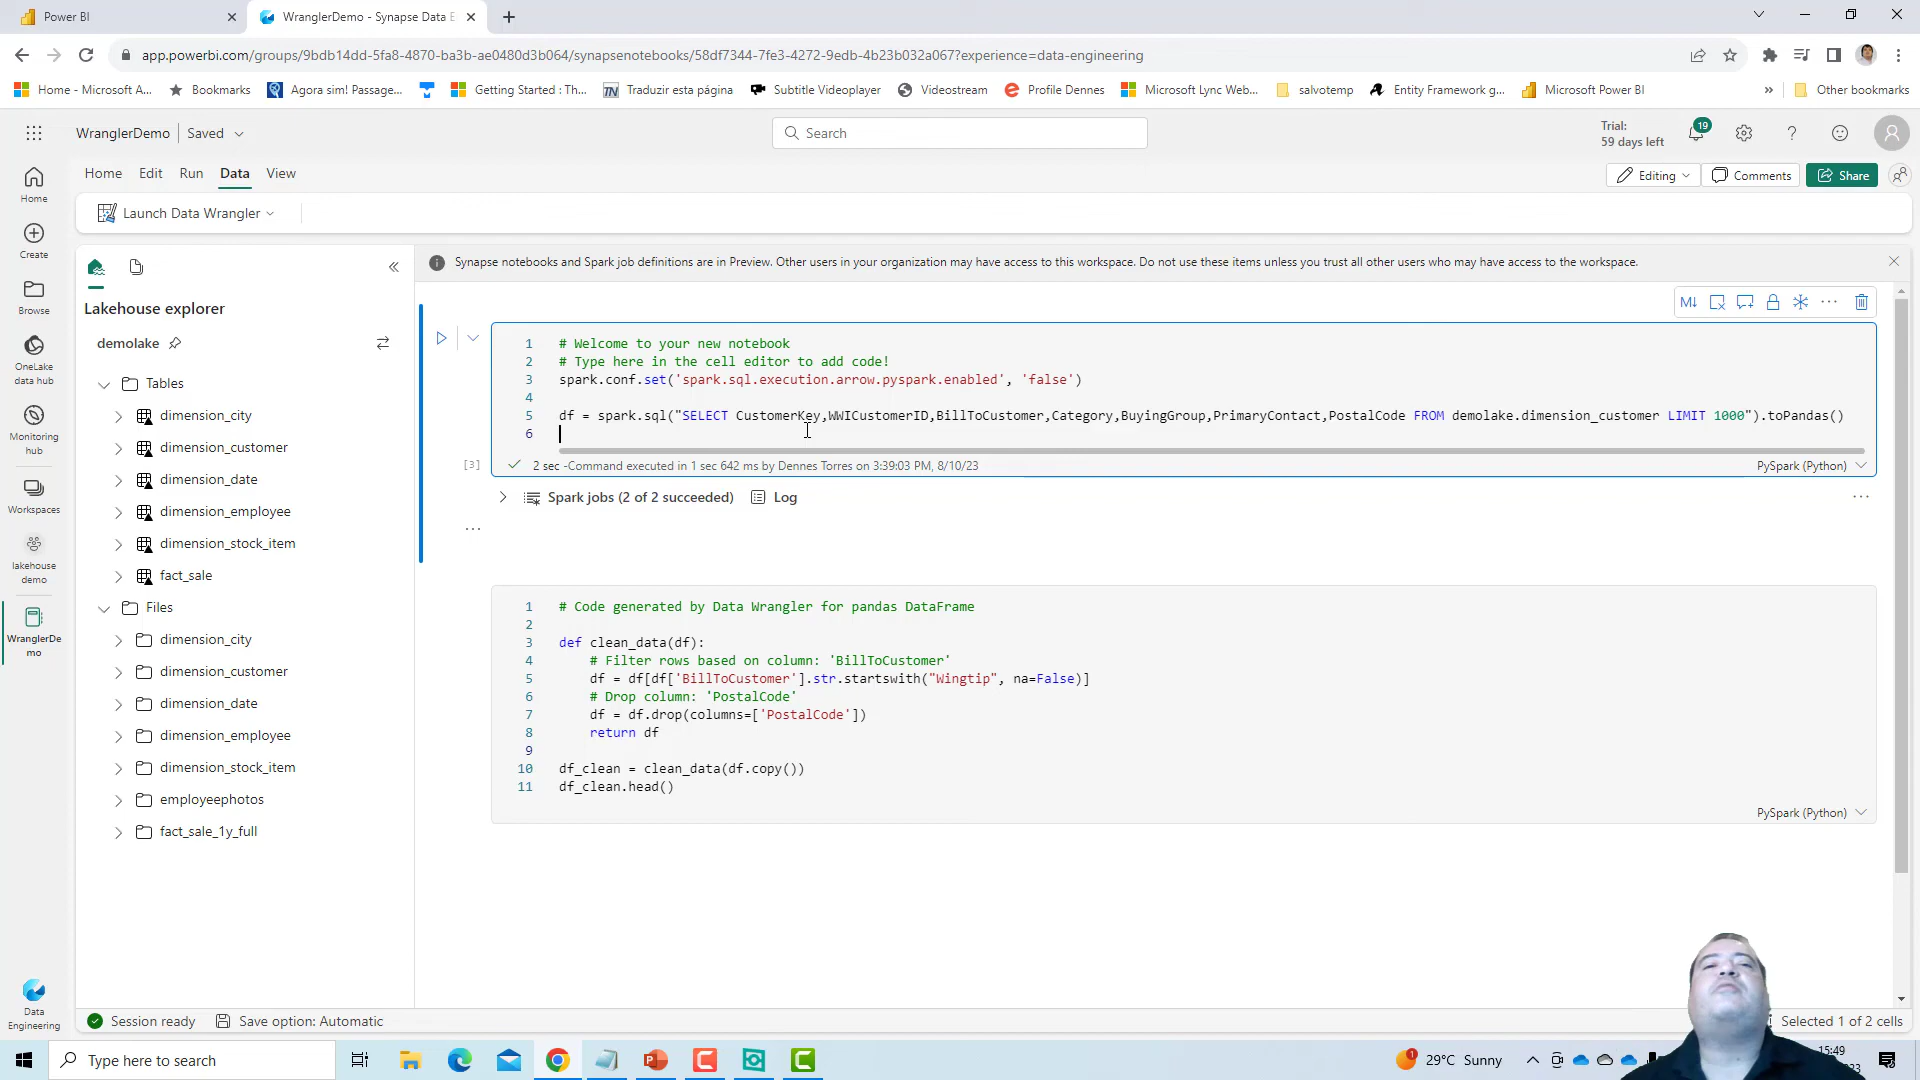 Power BI
WranglerDemo - Synapse Data E
app.powerbi.com/groups/9bdb14dd-5fa8-4870-ba3b-ae0480d3b064/synapsenotebooks/58df7344-7fe3-4272-9edb-4b23b032a067?experience=data-engineering
Home - Microsoft A...
Bookmarks
Agora sim! Passage...
Getting Started : Th...
Traduzir esta página
Subtitle Videoplayer
Videostream
Profile Dennes
Microsoft Lync Web...
salvotemp
Entity Framework g...
Microsoft Power BI
»
Other bookmarks
WranglerDemo
Saved
Search
Trial:
59 days left
19
Home
Edit
Run
Data
View
Editing
Comments
Share
Launch Data Wrangler
Home
Create
Browse
OneLake
data hub
Monitoring
hub
Workspaces
lakehouse
demo
WranglerDe
mo
Data
Engineering
Lakehouse explorer
demolake
Tables
dimension_city
dimension_customer
dimension_date
dimension_employee
dimension_stock_item
fact_sale
Files
dimension_city
dimension_customer
dimension_date
dimension_employee
dimension_stock_item
employeephotos
fact_sale_1y_full
Synapse notebooks and Spark job definitions are in Preview. Other users in your organization may have access to this workspace. Do not use these items unless you trust all other users who may have access to the workspace.
M↓
1 # Welcome to your new notebook
2 # Type here in the cell editor to add code!
3 spark.conf.set('spark.sql.execution.arrow.pyspark.enabled', 'false')
4
5 df = spark.sql("SELECT CustomerKey,WWICustomerID,BillToCustomer,Category,BuyingGroup,PrimaryContact,PostalCode FROM demolake.dimension_customer LIMIT 1000").toPandas()
6
[3]
2 sec -Command executed in 1 sec 642 ms by Dennes Torres on 3:39:03 PM, 8/10/23
PySpark (Python)
Spark jobs (2 of 2 succeeded)
Log
1 # Code generated by Data Wrangler for pandas DataFrame
2
3 def clean_data(df):
4 # Filter rows based on column: 'BillToCustomer'
5 df = df[df['BillToCustomer'].str.startswith("Wingtip", na=False)]
6 # Drop column: 'PostalCode'
7 df = df.drop(columns=['PostalCode'])
8 return df
9
10 df_clean = clean_data(df.copy())
11 df_clean.head()
PySpark (Python)
Session ready
Save option: Automatic
Selected 1 of 2 cells
Type here to search
1
29°C Sunny
15:49